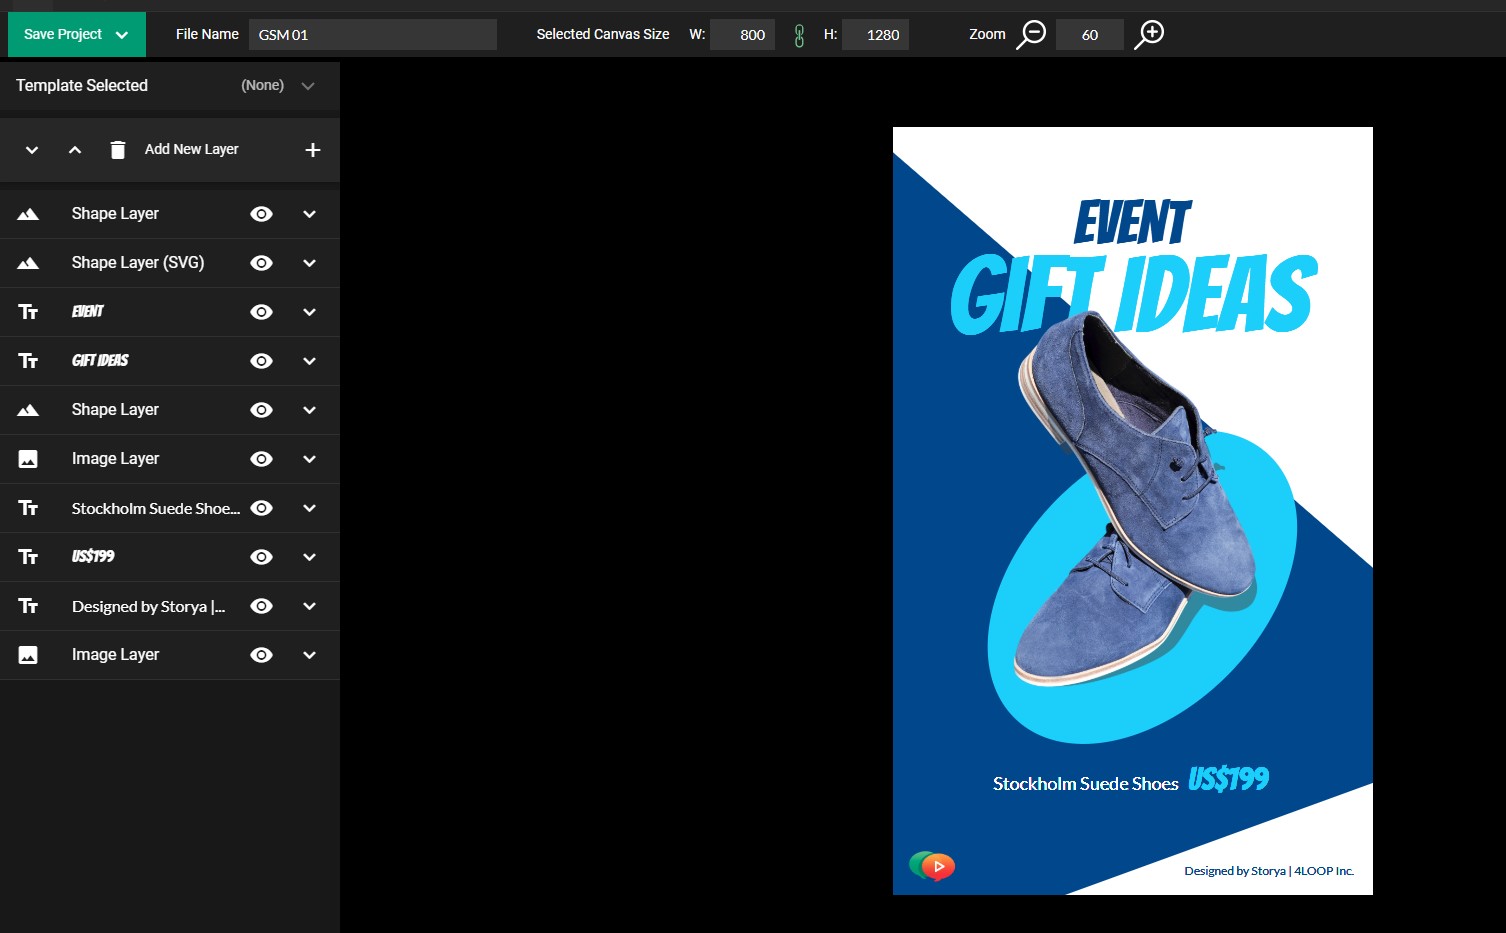 Save Project
File Name
GSM 01
Selected Canvas Size
W:
800
H:
1280
Zoom
60
Template Selected
(None)
Add New Layer
Shape Layer
Shape Layer (SVG)
EVENT
GIFT IDEAS
Shape Layer
Image Layer
Stockholm Suede Shoe...
US$199
Designed by Storya |...
Image Layer
EVENT
GIFT IDEAS
Stockholm Suede Shoes US$199
Designed by Storya | 4LOOP Inc.